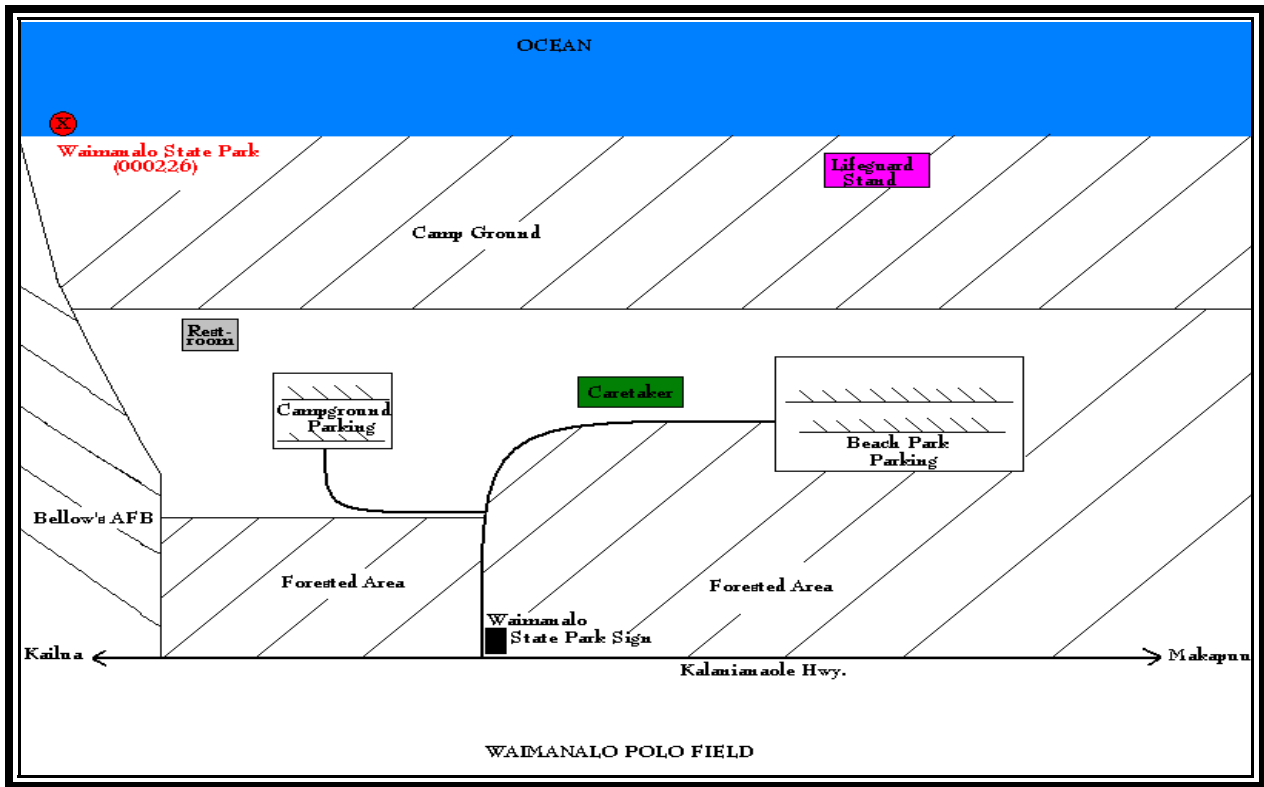 OCEAN
X
Waimanalo State Park
(000226)
Lifeguard
Stand
Camp Ground
Rest-
room
Caretaker
Campground
Parking
Beach Park
Parking
Bellow's AFB
Forested Area
Forested Area
Waimanalo
State Park Sign
Kailua
Makapuu
Kalanianaole Hwy.
WAIMANALO POLO FIELD